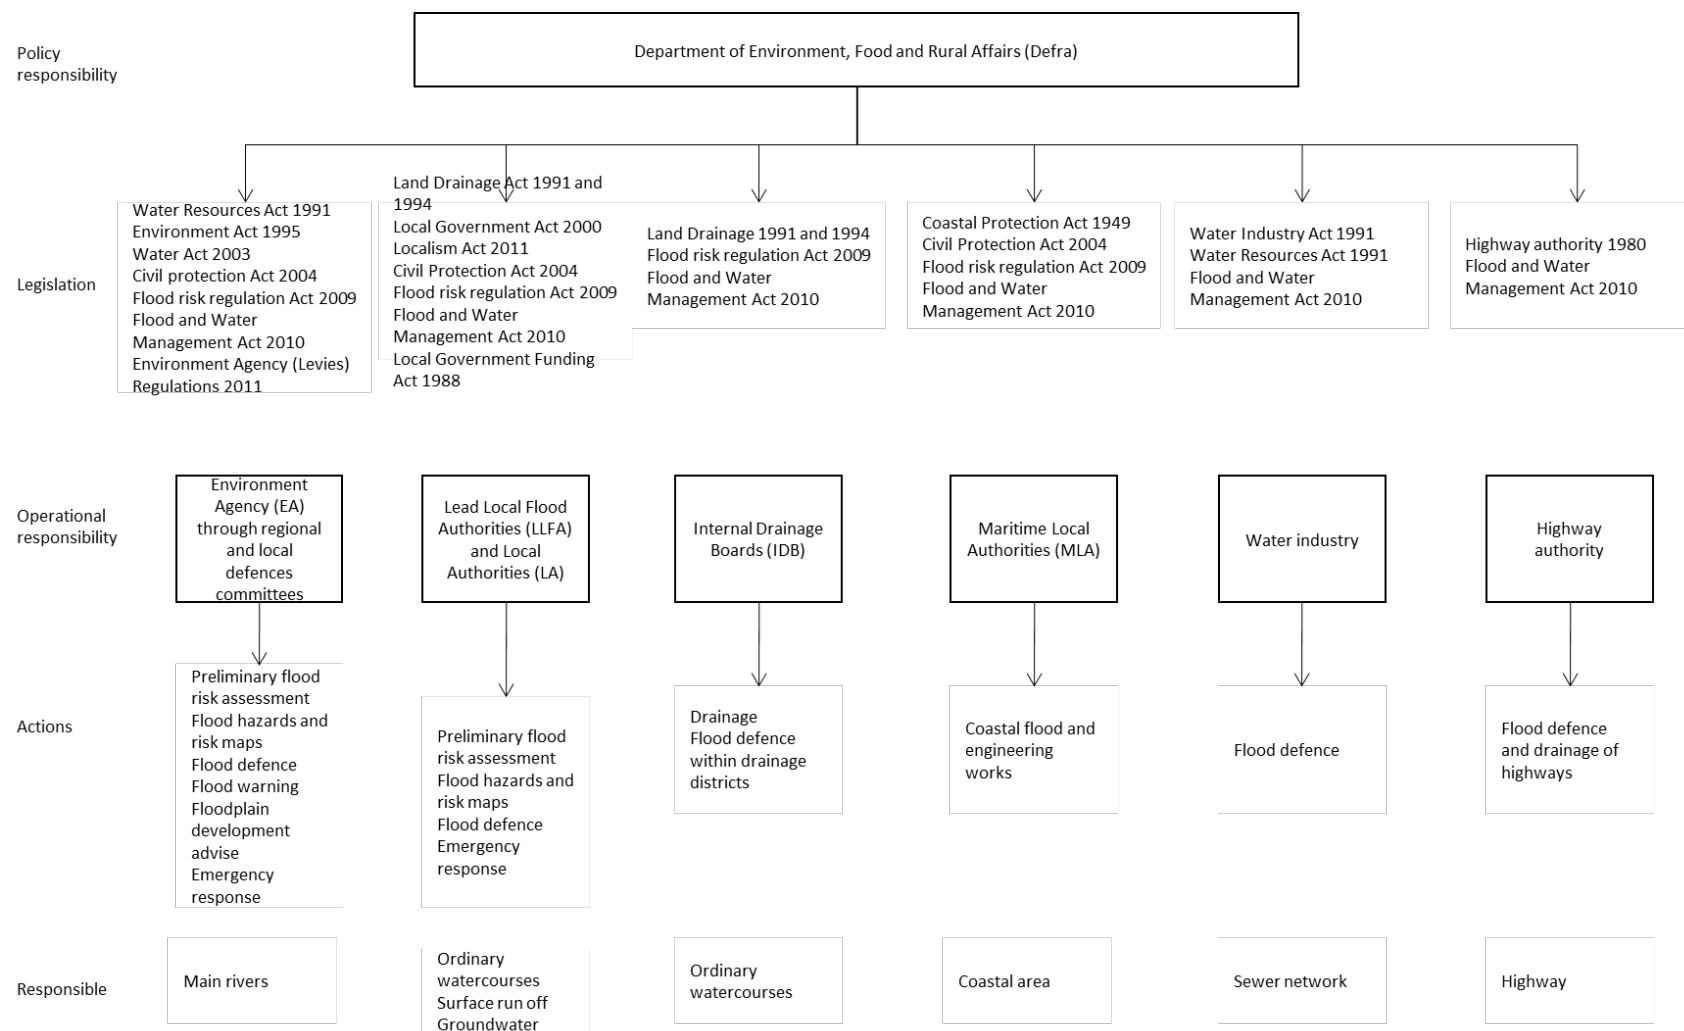 Policy
responsibility
Department of Environment, Food and Rural Affairs (Defra)
Legislation
Water Resources Act 1991
Environment Act 1995
Water Act 2003
Civil protection Act 2004
Flood risk regulation Act 2009
Flood and Water
Management Act 2010
Environment Agency (Levies)
Regulations 2011
Land Drainage Act 1991 and
1994
Local Government Act 2000
Localism Act 2011
Civil Protection Act 2004
Flood risk regulation Act 2009
Flood and Water
Management Act 2010
Local Government Funding
Act 1988
Land Drainage 1991 and 1994
Flood risk regulation Act 2009
Flood and Water
Management Act 2010
Coastal Protection Act 1949
Civil Protection Act 2004
Flood risk regulation Act 2009
Flood and Water
Management Act 2010
Water Industry Act 1991
Water Resources Act 1991
Flood and Water
Management Act 2010
Highway authority 1980
Flood and Water
Management Act 2010
Operational
responsibility
Environment
Agency (EA)
through regional
and local
defences
committees
Lead Local Flood
Authorities (LLFA)
and Local
Authorities (LA)
Internal Drainage
Boards (IDB)
Maritime Local
Authorities (MLA)
Water industry
Highway
authority
Actions
Preliminary flood
risk assessment
Flood hazards and
risk maps
Flood defence
Flood warning
Floodplain
development
advise
Emergency
response
Preliminary flood
risk assessment
Flood hazards and
risk maps
Flood defence
Emergency
response
Drainage
Flood defence
within drainage
districts
Coastal flood and
engineering
works
Flood defence
Flood defence
and drainage of
highways
Responsible
Main rivers
Ordinary
watercourses
Surface run off
Groundwater
Ordinary
watercourses
Coastal area
Sewer network
Highway